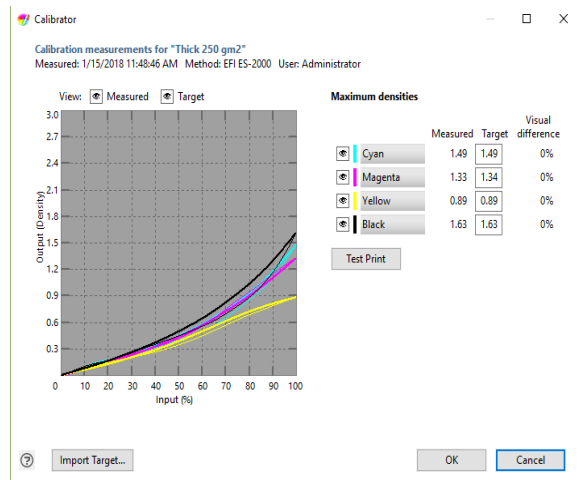 Calibrator
Calibration measurements for "Thick 250 gm2"
Measured: 1/15/2018 11:48:46 AM Method: EFI ES-2000 User: Administrator
View: Measured Target
Maximum densities
Visual
Measured Target difference
Cyan 1.49 1.49 0%
Magenta 1.33 1.34 0%
Yellow 0.89 0.89 0%
Black 1.63 1.63 0%
Test Print
3.0
2.7
2.4
2.1
1.8
1.5
1.2
0.9
0.6
0.3
Output (Density)
0 10 20 30 40 50 60 70 80 90 100
Input (%)
? Import Target... OK Cancel